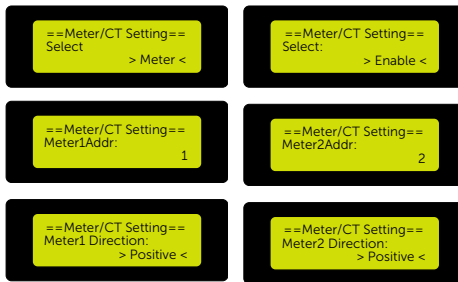 ==Meter/CT Setting==
Select
> Meter <
==Meter/CT Setting==
Select:
> Enable <
==Meter/CT Setting==
Meter1Addr:
1
==Meter/CT Setting==
Meter2Addr:
2
==Meter/CT Setting==
Meter1 Direction:
> Positive <
==Meter/CT Setting==
Meter2 Direction:
> Positive <